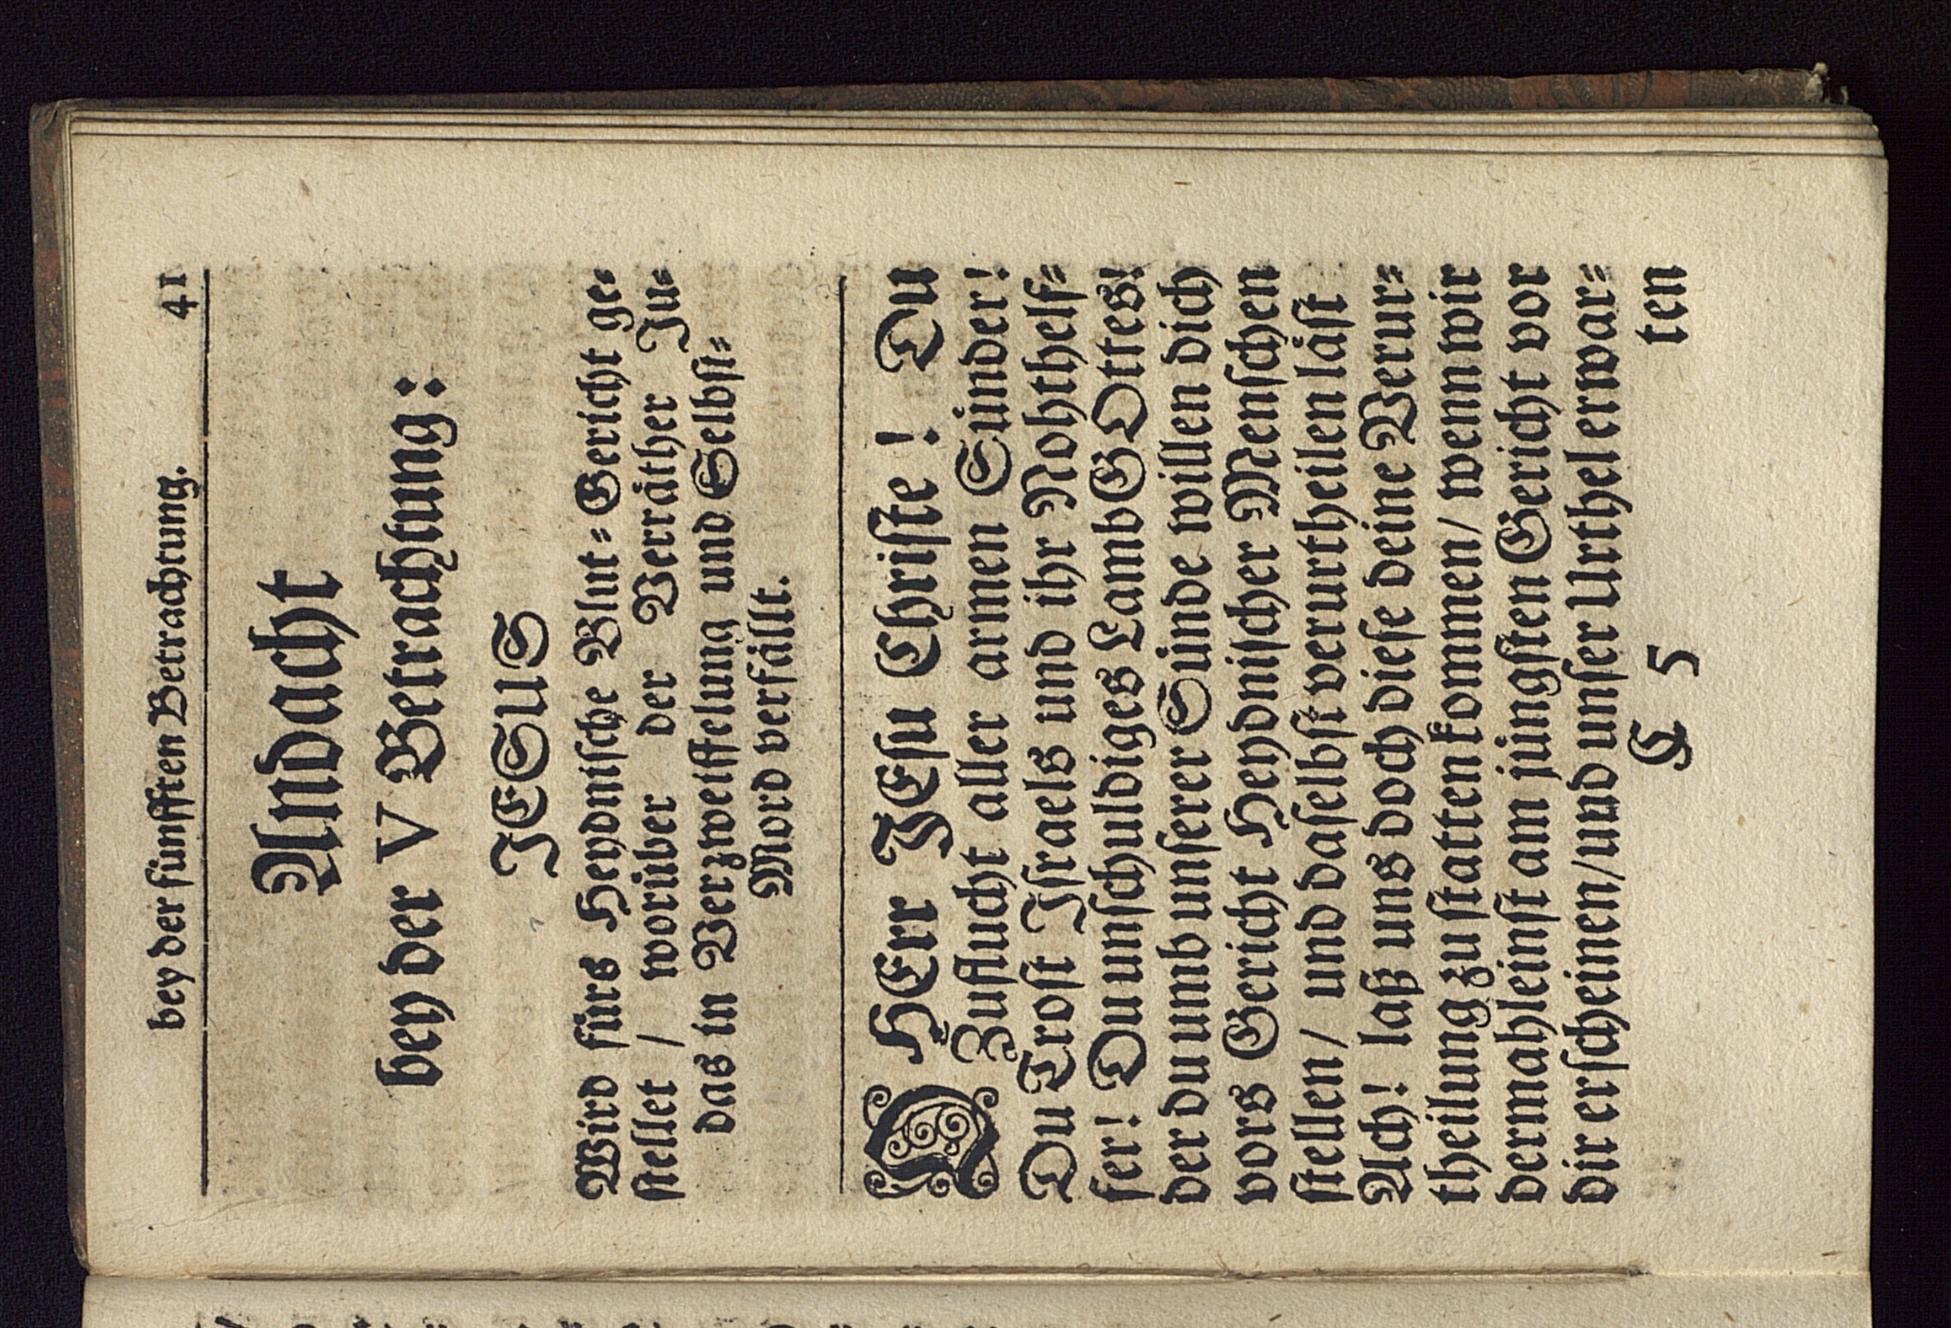 bey der fünfften Betrachtung. 41
Andacht
bey der V Betrachtung:
JESUS
Wird fürs Heydnische Blut-Gericht ge-
stellet / worüber der Verräther Ju-
das in Verzweiffelung und Selbst-
Mord verfällt.
O HErr JEsu Christe! Du
Zuflucht aller armen Sünder!
Du Trost Israels und ihr Nohthelf-
fer! Du unschuldiges Lamb GOttes!
der du umb unserer Sünde willen dich
vors Gericht Heydnischer Menschen
stellen / und daselbst verurtheilen läst
Ach! laß uns doch diese deine Verur-
theilung zu statten kommen / wenn wir
dermahleinst am jüngsten Gericht vor
dir erscheinen / und unser Urthel erwar-
C 5 ten